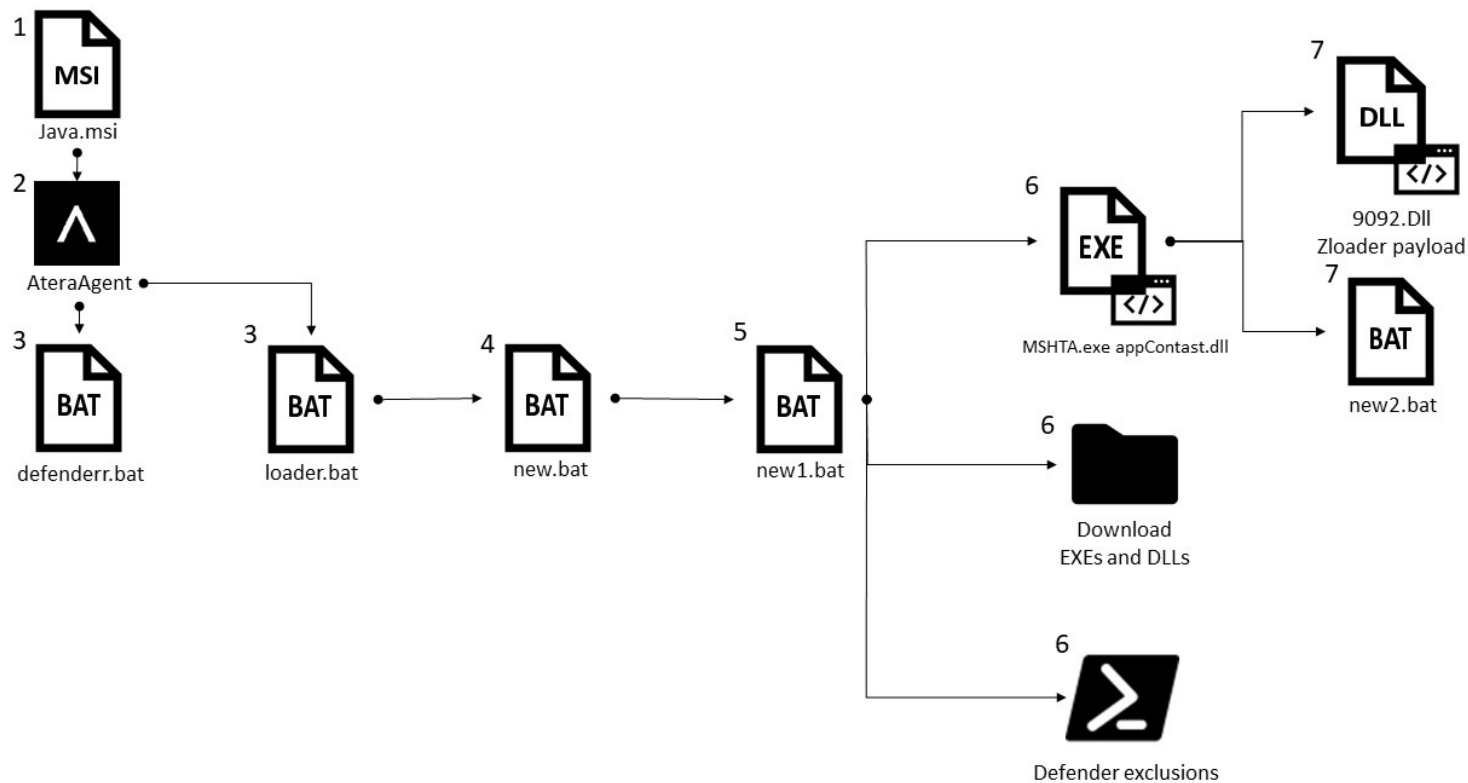 1
MSI
Java.msi
2
AteraAgent
3
BAT
defenderr.bat
3
BAT
loader.bat
4
BAT
new.bat
5
BAT
new1.bat
6
EXE
</>
MSHTA.exe appContast.dll
6
Download
EXEs and DLLs
6
Defender exclusions
7
DLL
</>
9092.Dll
Zloader payload
7
BAT
new2.bat